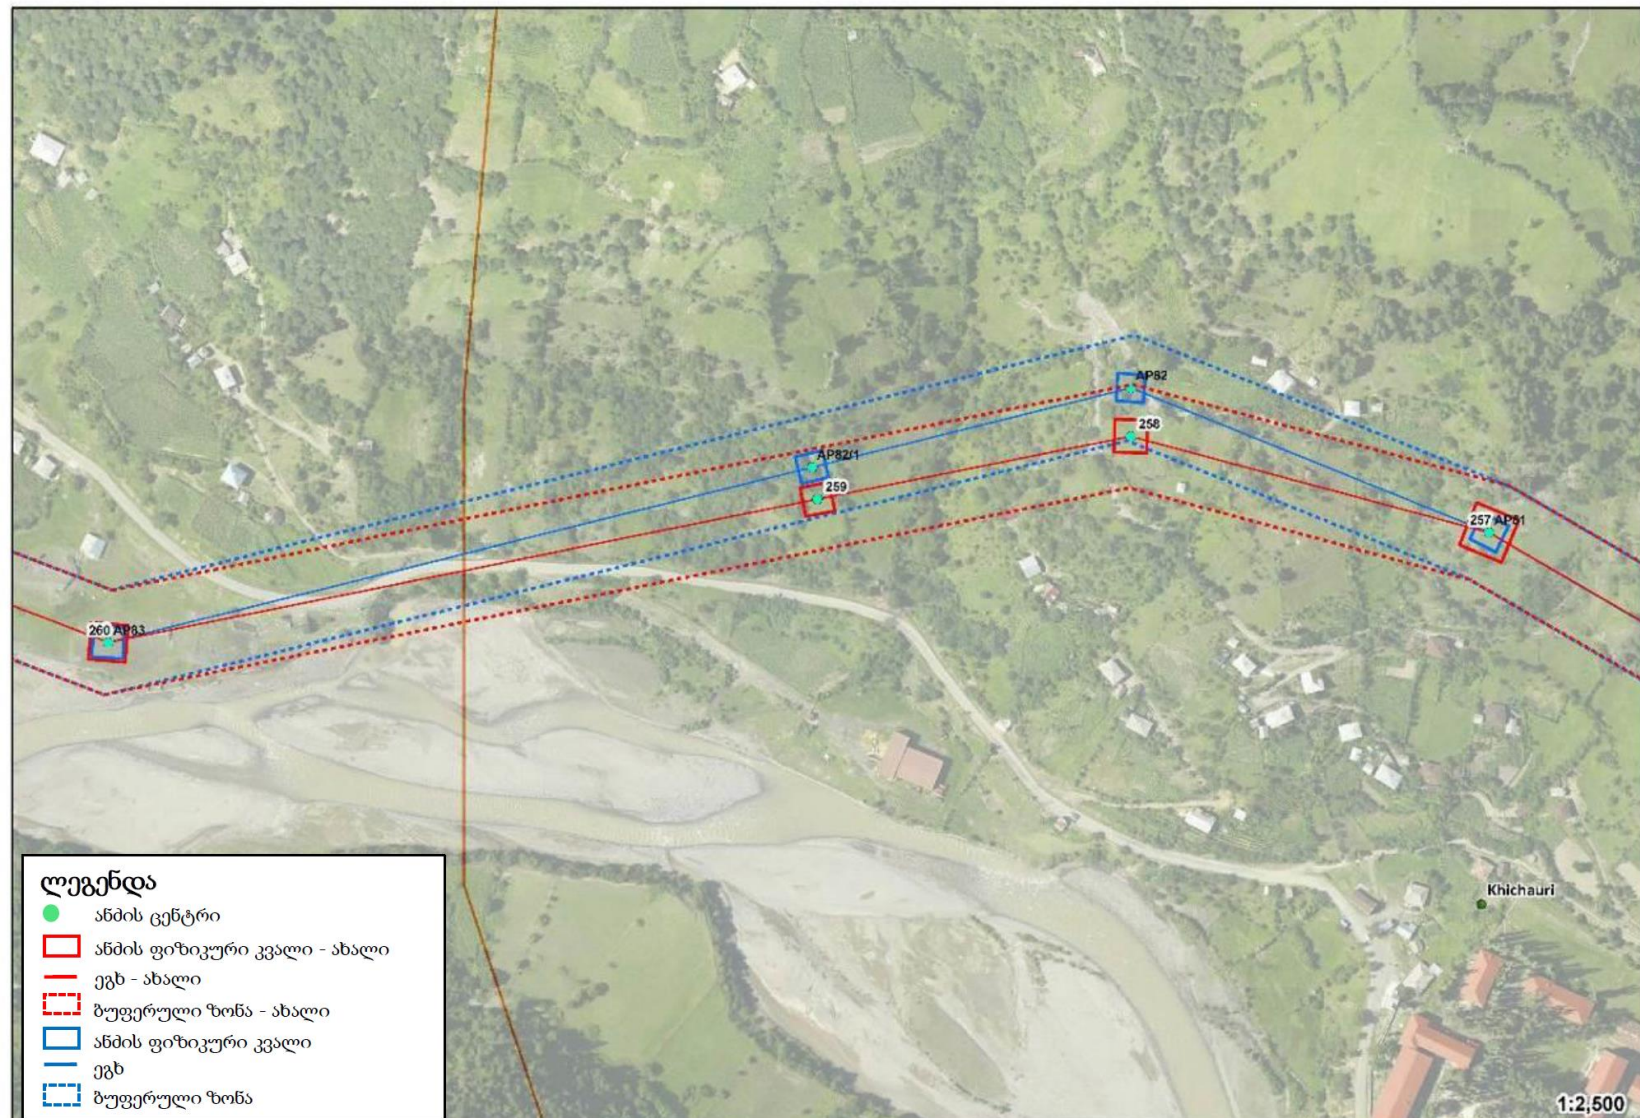 AP82
258
AP82/1
259
257 AP81
260 AP83
ლეგენდა
ანძის ცენტრი
ანძის ფიზიკური კვალი - ახალი
ეგხ - ახალი
ბუფერული ზონა - ახალი
ანძის ფიზიკური კვალი
ეგხ
ბუფერული ზონა
Khichauri
1:2,500